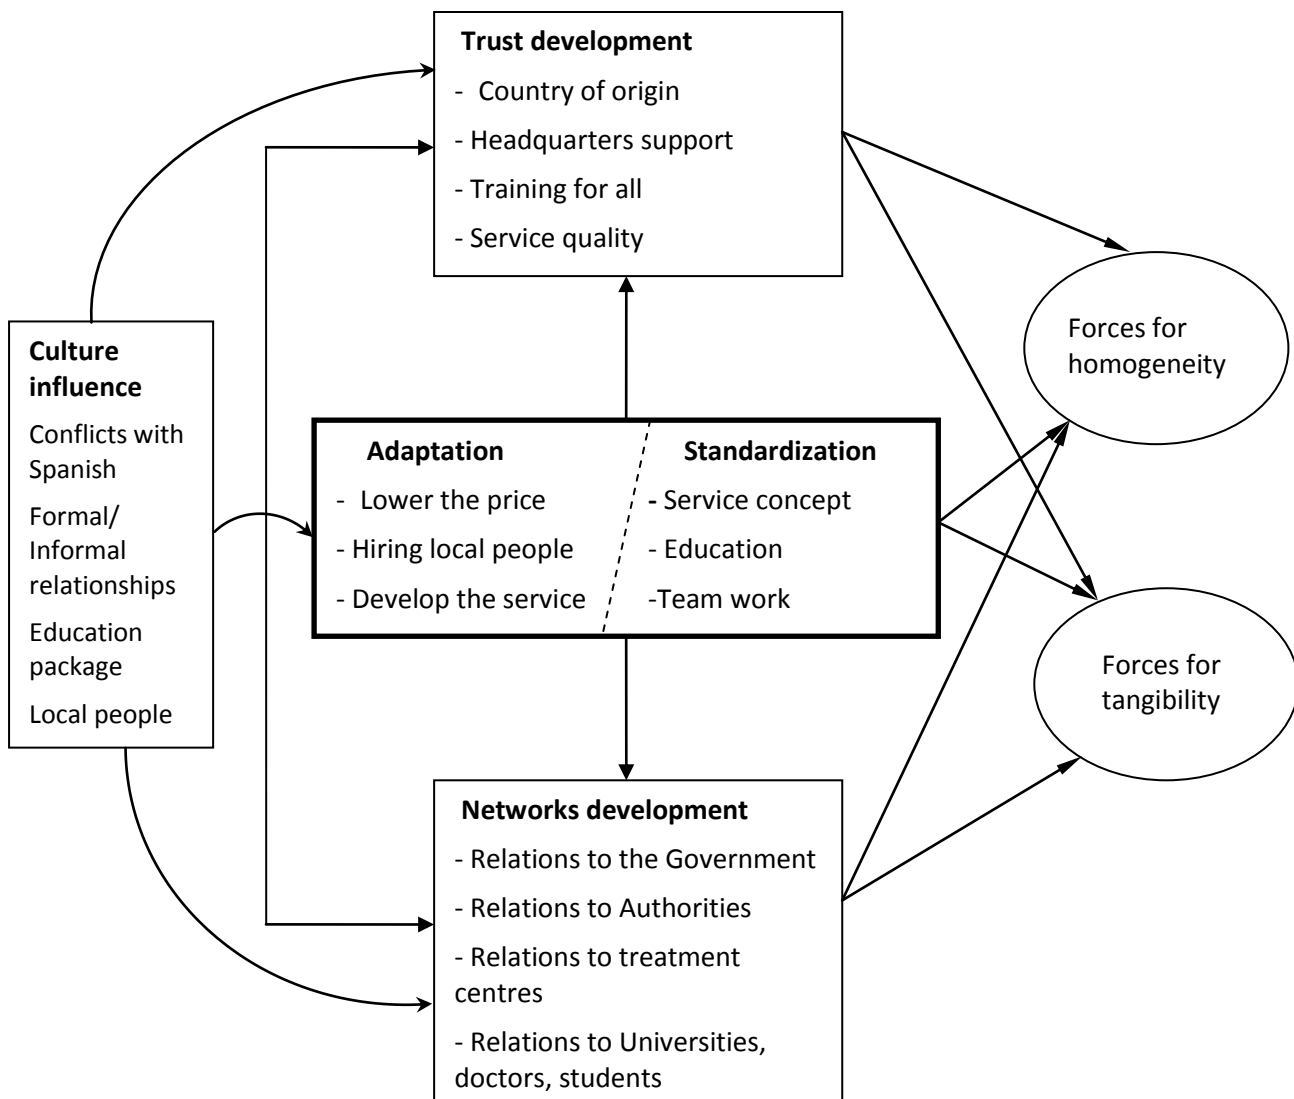 Trust development
- Country of origin
- Headquarters support
- Training for all
- Service quality
Culture
influence
Conflicts with
Spanish
Formal/
Informal
relationships
Education
package
Local people
Adaptation
- Lower the price
- Hiring local people
- Develop the service
Standardization
- Service concept
- Education
-Team work
Networks development
- Relations to the Government
- Relations to Authorities
- Relations to treatment
centres
- Relations to Universities,
doctors, students
Forces for
homogeneity
Forces for
tangibility